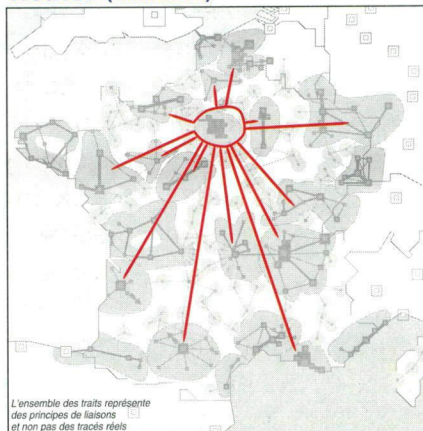 L'ensemble des traits représente
des principes de liaisons
et non pas des tracés réels